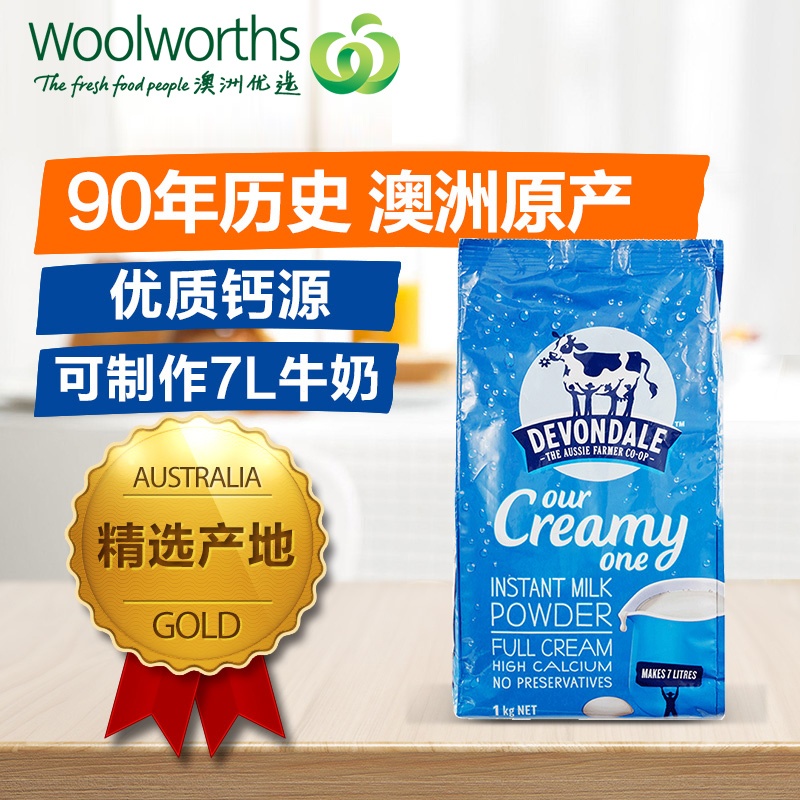 Woolworths
The fresh food people 澳洲优选
90年历史 澳洲原产
优质钙源
可制作7L牛奶
AUSTRALIA
精选产地
GOLD
DEVONDALE™
THE AUSSIE FARMER CO-OP
our
Creamy
one
INSTANT MILK
POWDER
FULL CREAM
HIGH CALCIUM
NO PRESERVATIVES
MAKES 7 LITRES
1kg NET